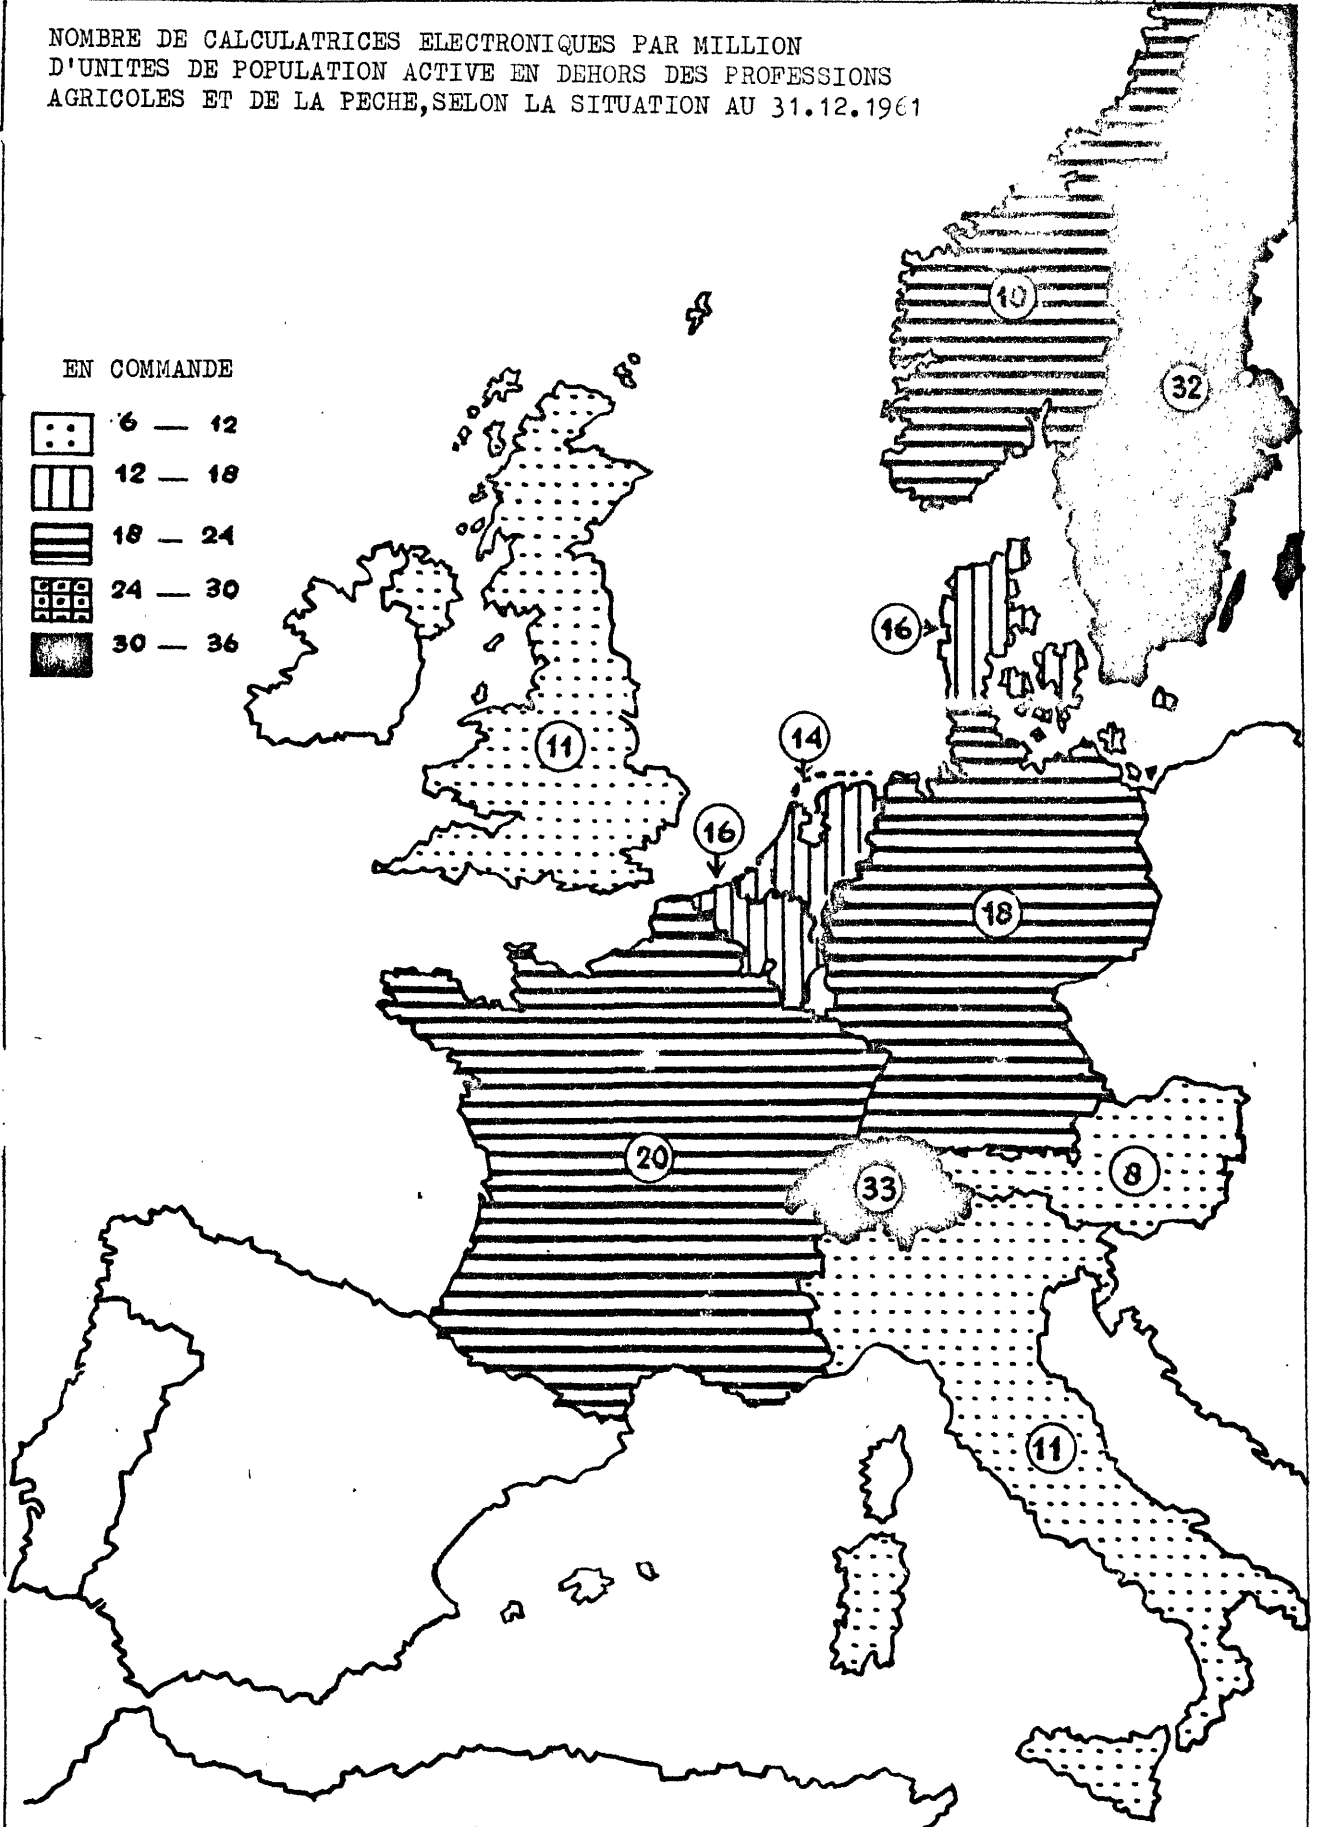 NOMBRE DE CALCULATRICES ELECTRONIQUES PAR MILLION
D'UNITES DE POPULATION ACTIVE EN DEHORS DES PROFESSIONS
AGRICOLES ET DE LA PECHE, SELON LA SITUATION AU 31.12.1961
10
32
EN COMMANDE
6 — 12
12 — 18
18 — 24
24 — 30
30 — 36
16
11
14
16
18
20
33
8
11